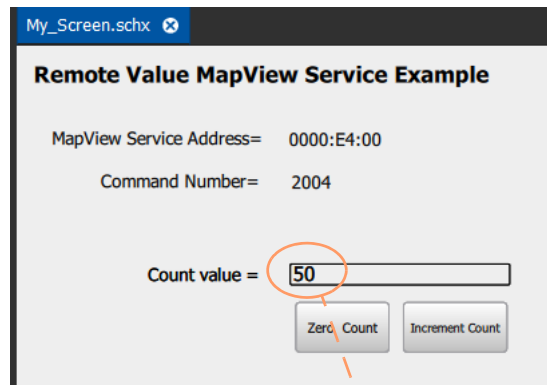 My_Screen.schx
Remote Value MapView Service Example
MapView Service Address= 0000:E4:00
Command Number= 2004
Count value = 50
Zero Count Increment Count